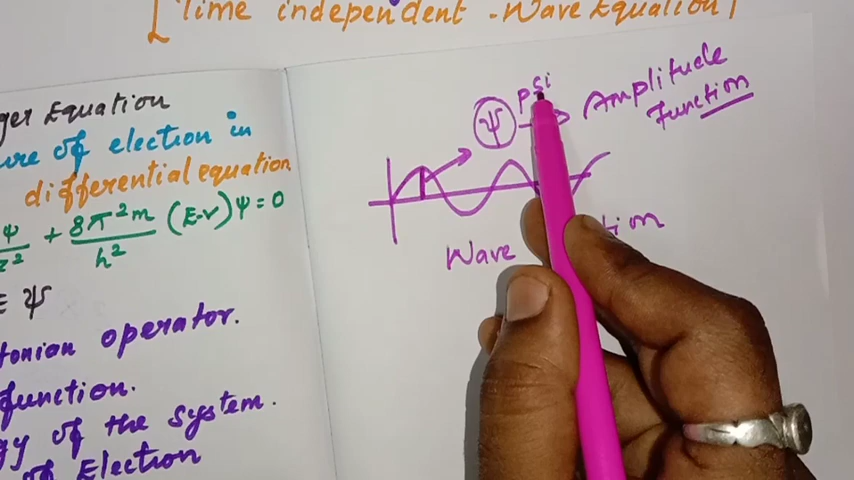 [Time independent -Wave Equation]
ger Equation
ure of election in
differential equation
ψ/z² + 8π²m/h² (E-v)ψ=0
E ψ
tonian operator.
function.
gy of the system.
of Election
psi
ψ → Amplitude
function
Wave tion